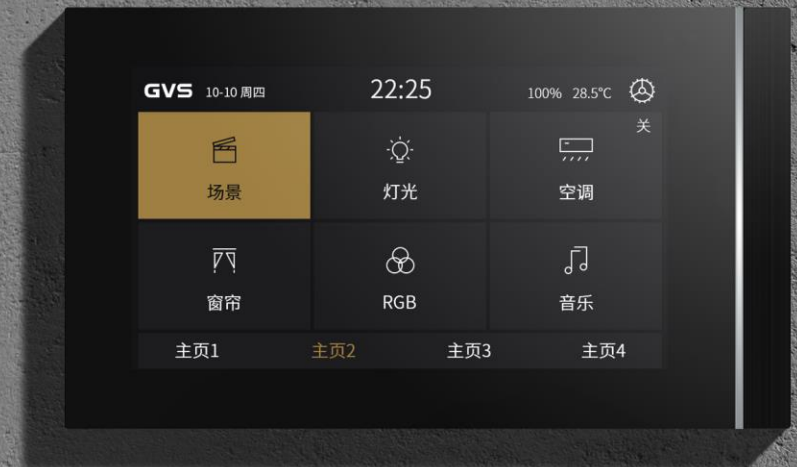 GVS 10-10 周四 22:25 100% 28.5℃
关
场景 灯光 空调
窗帘 RGB 音乐
主页1 主页2 主页3 主页4